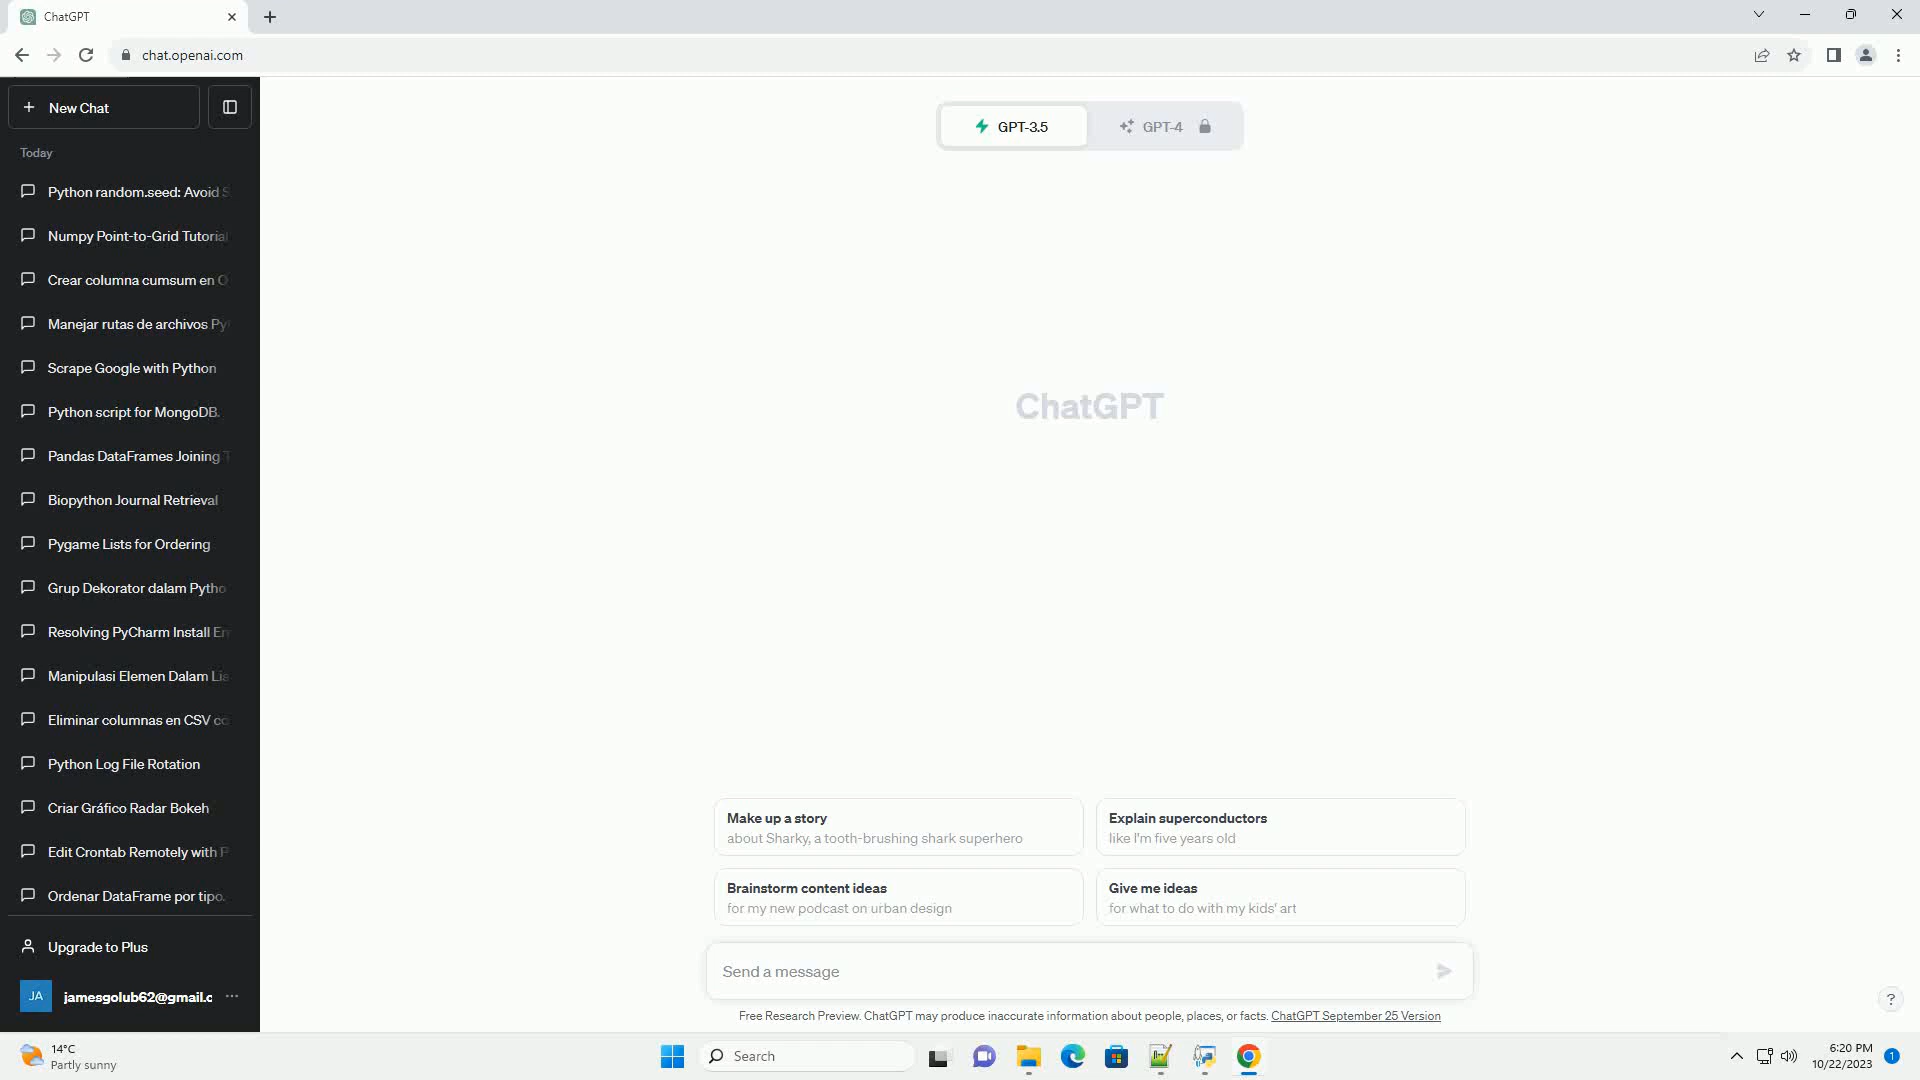 ChatGPT
chat.openai.com
New Chat
Today
Python random.seed: Avoid
Numpy Point-to-Grid Tutorial
Crear columna cumsum en
Manejar rutas de archivos
Scrape Google with Python
Python script for MongoDB.
Pandas DataFrames Joining
Biopython Journal Retrieval
Pygame Lists for Ordering
Grup Dekorator dalam Pytho
Resolving PyCharm Install
Manipulasi Elemen Dalam
Eliminar columnas en CSV
Python Log File Rotation
Criar Gráfico Radar Bokeh
Edit Crontab Remotely with
Ordenar DataFrame por tipo.
Upgrade to Plus
JA
jamesgolub62@gmail.c
GPT-3.5
GPT-4
ChatGPT
Make up a story
about Sharky, a tooth-brushing shark superhero
Explain superconductors
like I'm five years old
Brainstorm content ideas
for my new podcast on urban design
Give me ideas
for what to do with my kids' art
Send a message
Free Research Preview. ChatGPT may produce inaccurate information about people, places, or facts. ChatGPT September 25 Version
?
14°C
Partly sunny
Search
6:20 PM
10/22/2023
1